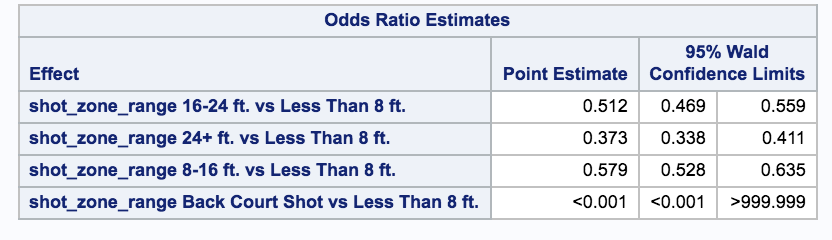 Odds Ratio Estimates
Effect Point Estimate 95% Wald Confidence Limits
shot_zone_range 16-24 ft. vs Less Than 8 ft. 0.512 0.469 0.559
shot_zone_range 24+ ft. vs Less Than 8 ft. 0.373 0.338 0.411
shot_zone_range 8-16 ft. vs Less Than 8 ft. 0.579 0.528 0.635
shot_zone_range Back Court Shot vs Less Than 8 ft. <0.001 <0.001 >999.999